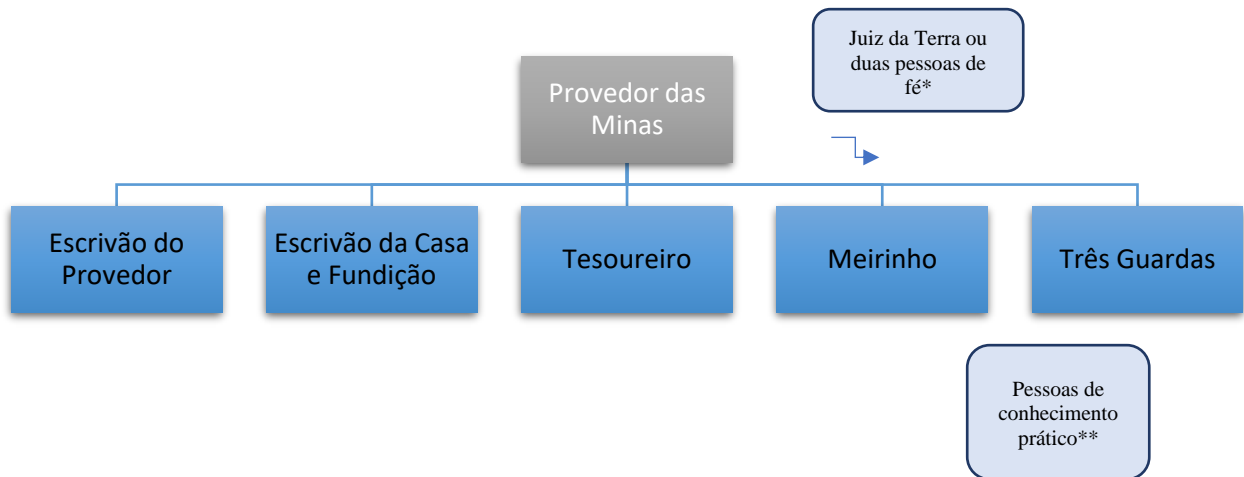 Juiz da Terra ou
duas pessoas de
fé*
Provedor das
Minas
Escrivão do
Provedor
Escrivão da Casa
e Fundição
Tesoureiro
Meirinho
Três Guardas
Pessoas de
conhecimento
prático**